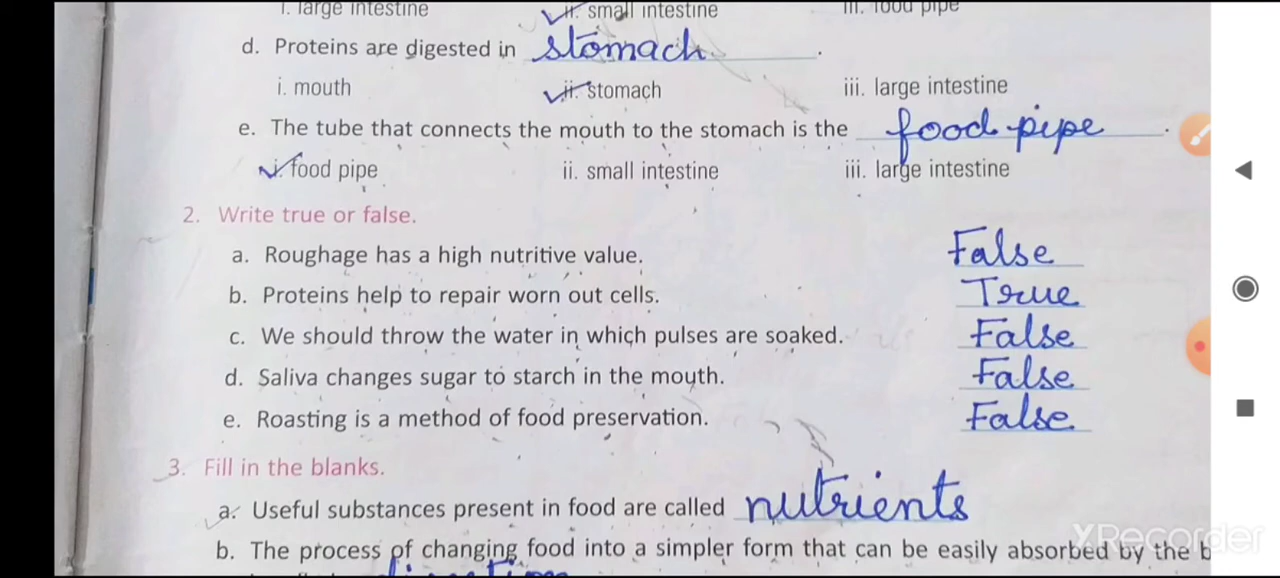 i. large intestine ii. small intestine iii. food pipe
d. Proteins are digested in stomach.
i. mouth ii. stomach iii. large intestine
e. The tube that connects the mouth to the stomach is the food pipe.
i. food pipe ii. small intestine iii. large intestine
2. Write true or false.
a. Roughage has a high nutritive value. False
b. Proteins help to repair worn out cells. True
c. We should throw the water in which pulses are soaked. False
d. Saliva changes sugar to starch in the mouth. False
e. Roasting is a method of food preservation. False
3. Fill in the blanks.
a. Useful substances present in food are called nutrients
b. The process of changing food into a simpler form that can be easily absorbed by the b
XRecorder